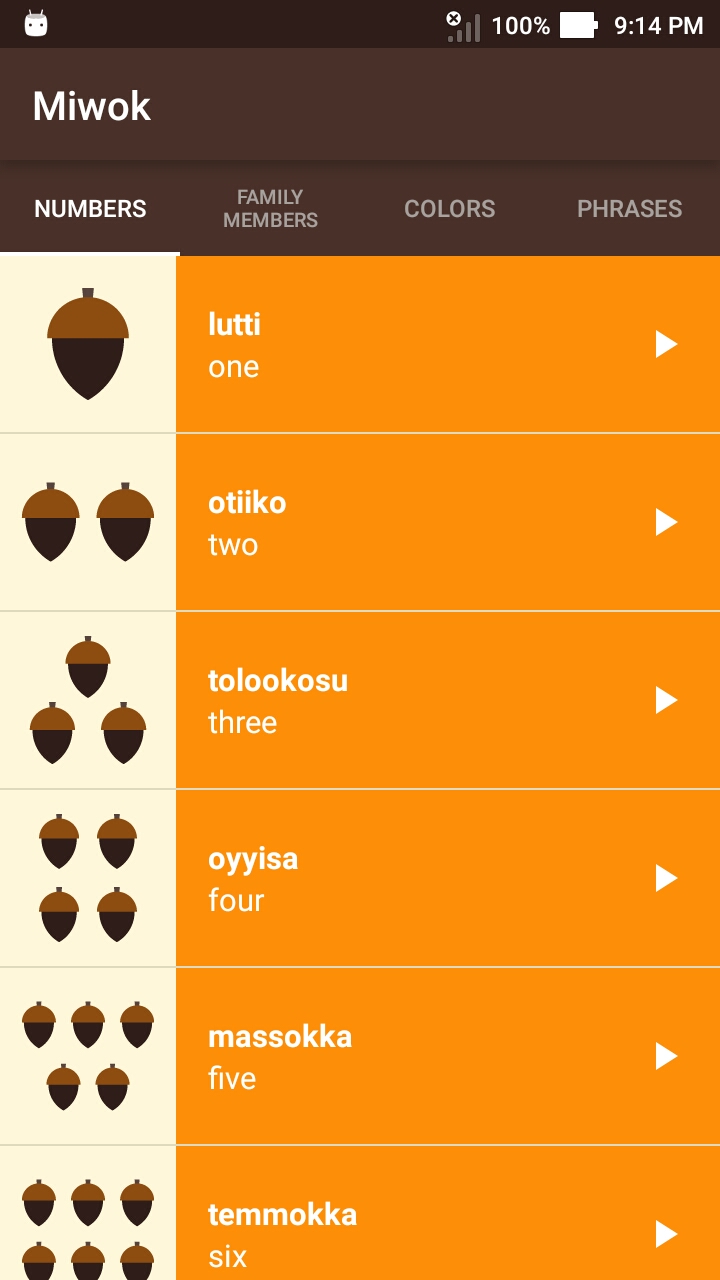 100% 9:14 PM
Miwok
NUMBERS
FAMILY
MEMBERS
COLORS
PHRASES
lutti
one
otiiko
two
tolookosu
three
oyyisa
four
massokka
five
temmokka
six